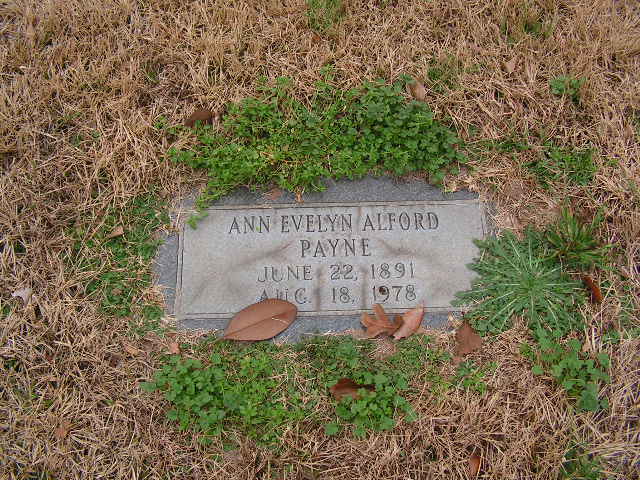 ANN EVELYN ALFORD
PAYNE
JUNE 22, 1891
AUG. 18, 1978